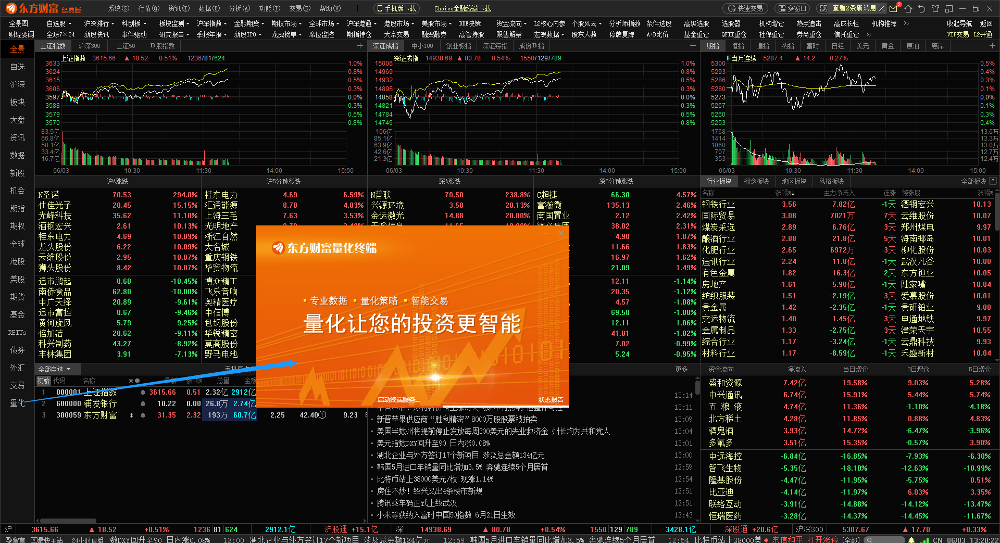 东方财富 经典版 系统(S) 行情(Q) 资讯(I) 数据(D) 分析(A) 功能(T) 交易(E) 帮助(H) 手机版下载 Choice金融终端下载 快速交易 多窗口 查看2条新消息 2
全景图 自选股 沪深排行 科创板 板块监测 沪深指数 金融期货 期权市场 全球市场 沪深港通 港股市场 美股市场 DDE决策 资金流向 L2核心内参 个股风云 分析师指数 条件选股 高级选股 选股器 机构增仓 热点追击 高成长性 机构推荐 收起导航 返回
财经要闻 全球7×24 新股快讯 事件驱动 研究报告 季报年报 新股IPO 龙虎榜单 席位监控 期指持仓 大宗交易 融资融券 高管持股 限售解禁 宏观数据 股东人数 停牌复牌 A+B比价 基金重仓 QFII重仓 社保重仓 券商重仓 信托重仓 VIP交易 L2开通
全景
自选
沪深
板块
大盘
资讯
数据
新股
机会
期指
期权
全球
港股
美股
期货
基金
REITs
债券
外汇
交易
量化
上证指数 沪深300 上证50 B股指数
上证指数 3615.66 ▲ 18.52 0.51% 1236/81/624
3633 1.0%
3624 0.8%
3615 0.5%
3606 0.3%
3597 0.0%
3588 0.3%
3579 0.5%
3570 0.8%
83.5亿
66.8亿
50.1亿
33.4亿
16.7亿
06/03 10:30 11:30 14:00 15:00
深证成指 中小100 创业板指 深证综指 成份B指
深证成指 14938.69 ▲ 80.78 0.54% 1550/129/789
15006 1.0%
14969 0.8%
14932 0.5%
14895 0.3%
14858 0.0%
14821 0.3%
14784 0.5%
14746 0.8%
106亿
85.1亿
63.9亿
42.6亿
21.3亿
06/03 10:30 11:30 14:00 15:00
期指 恒指 道指 纳指 富时 日经 美元 黄金 原油 离岸
IF当月连续 5287.4 ▲ 14.2 0.27%
5300 0.5%
5293 0.4%
5286 0.3%
5280 0.1%
5273 0.0%
5267 0.1%
5260 0.3%
5253 0.4%
1768 13.6万
1414 13.3万
1060 13.0万
707 12.7万
353 12.4万
06/03 10:30 11:30 14:00 15:00
沪A涨跌
N圣诺 70.53 294.0%
仕佳光子 20.45 15.15%
光峰科技 35.62 11.10%
酒钢宏兴 2.61 10.13%
桂东电力 4.69 10.09%
龙头股份 6.22 10.09%
云维股份 2.95 10.07%
狮头股份 8.42 10.07%
退市鹏起 0.60 -10.45%
南侨食品 62.80 -10.00%
中广天择 20.89 -9.61%
退市富控 0.67 -9.46%
黄河旋风 5.79 -9.25%
倍加洁 28.62 -9.11%
科兴制药 43.27 -8.92%
丰林集团 3.91 -7.13%
沪5分钟涨跌
桂东电力 4.69 6.59%
汇通能源 8.78 4.03%
上海三毛 7.63 3.53%
光明地产
浙江自然
大名城
重庆钢铁
华贸物流
博众精工
飞乐音响
奥精医疗
中信博
包钢股份
华锐精密
莫高股份
野马电池
深A涨跌
N普联 70.50 238.8%
兴源环境 3.58 20.13%
金运激光 14.88 20.00%
深5分钟涨跌
C超捷 66.30 4.57%
富瀚微 135.13 2.46%
南国置业 2.12 2.42%
38.02 2.31%
4.90 1.87%
11.66 1.83%
16.97 1.62%
21.09 1.49%
12.11 -1.14%
20.35 -1.12%
4.57 -1.08%
69.58 -1.08%
12.11 -1.06%
41.81 -1.02%
7.02 -0.99%
5.24 -0.95%
东方财富量化终端
专业数据 量化策略 智能交易
量化让您的投资更智能
启动终端服务... 状态报告
行业板块 概念板块 地区板块 风格板块 全部板块 ?
名称 涨幅%↓ 主力净流入 连涨 领涨股 涨幅%
钢铁行业 3.56 7.82亿 -1天 酒钢宏兴 10.13
国际贸易 3.08 7021万 7天 云维股份 10.07
煤炭采选 2.89 6.76亿 3天 郑州煤电 9.97
酿酒行业 2.88 21.8亿 5天 海南椰岛 10.01
化肥行业 2.65 6972万 3天 柳化股份 10.03
通讯行业 2.24 11.0亿 -1天 武汉凡谷 10.00
有色金属 1.82 16.3亿 -2天 东方钽业 10.05
房地产 1.61 5.90亿 -1天 陆家嘴 10.04
纺织服装 1.51 -2.19亿 -1天 爱慕股份 10.01
贵金属 1.42 -2.35亿 -1天 贵研铂业 9.00
交运物流 1.40 1.45亿 3天 申通地铁 9.97
金属制品 1.33 -2.75亿 3天 津荣天宇 10.55
综合行业 1.17 -3.24亿 -1天 云鼎科技 9.93
材料行业 1.17 -8.59亿 3天 禾盛新材 10.04
全部自选
初始 代码 名称 最新 涨幅% 总量 金额
1 000001 上证指数 3615.66 0.51 2.32亿 2912亿
2 600000 浦发银行 10.22 0.00 26.8万 2.74亿
3 300059 东方财富 31.35 2.32 193万 60.7亿 2.25 42.40① 9.23
更多...
13:14
13:11
新晋苹果供应商“胜利精密”8000万股股票被拍卖 13:09
美国半数州将提前停止发放每周300美元的失业救济金 州长均为共和党人 13:04
美元指数DXY回升至90 日内涨0.08% 13:01
湖北企业与外方签订17个新项目 涉及总金额134亿元 13:00
韩国5月进口车销量同比增加3.5% 奔驰连续5个月居首 12:59
比特币站上38000美元/枚 现涨1.14% 12:54
房住不炒！绍兴又出4条楼市新规 12:51
腾讯乘车码正式上线武汉 12:51
小米等获纳入富时中国50指数 6月21日生效 12:43
资金流向 净流入 当日增仓 3日增仓 5日增仓
盛和资源 7.42亿 19.58% 9.03% 5.28%
中兴通讯 6.74亿 15.91% 5.44% 5.74%
五 粮 液 4.74亿 11.36% -1.10% -4.18%
北方稀土 4.28亿 11.85% 0.88% 4.83%
酒鬼酒 3.93亿 14.72% -6.47% -3.96%
多氟多 3.51亿 15.35% -0.57% 3.90%
中远海控 -6.84亿 -16.85% -7.93% -6.30%
智飞生物 -5.35亿 -18.10% -12.63% -10.99%
隆基股份 -4.47亿 -11.95% -5.75% 0.51%
比亚迪 -4.14亿 -11.97% 6.03% 3.35%
联络互动 -3.91亿 -14.88% -14.12% -13.47%
恒瑞医药 -3.28亿 -14.37% -14.45% -11.67%
沪 3615.66 ▲ 18.52 +0.51% 1236 81 624 2912.1亿 沪股通 +15.1亿 深 14938.69 ▲ 80.78 +0.54% 1550 129 789 3428.1亿 深股通 +20.6亿 沪深300 5307.67 ▲ 17.70 +0.33%
留言 最快主站 24小时直播: 数DXY回升至90 日内涨0.08% 13:00 湖北企业与外方签订17个新项目 涉及总金额134亿元 12:59 韩国5月进口车销量同比增加3.5% 奔驰连续5个月居首 12:54 比特币站上38000美 东信和平 打开涨停 [全部] CN 06/03 13:20:22